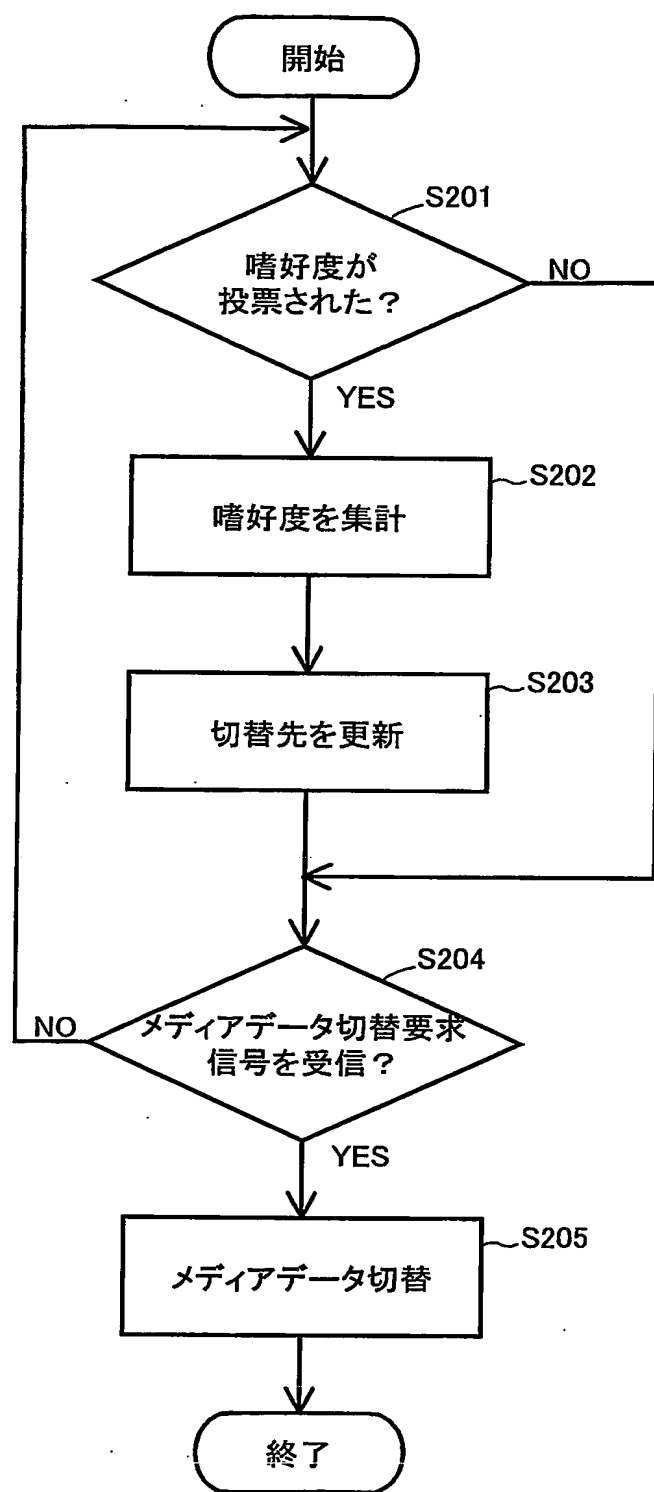 開始
S201
嗜好度が
投票された？
NO
YES
S202
嗜好度を集計
S203
切替先を更新
S204
NO
メディアデータ切替要求
信号を受信？
YES
S205
メディアデータ切替
終了